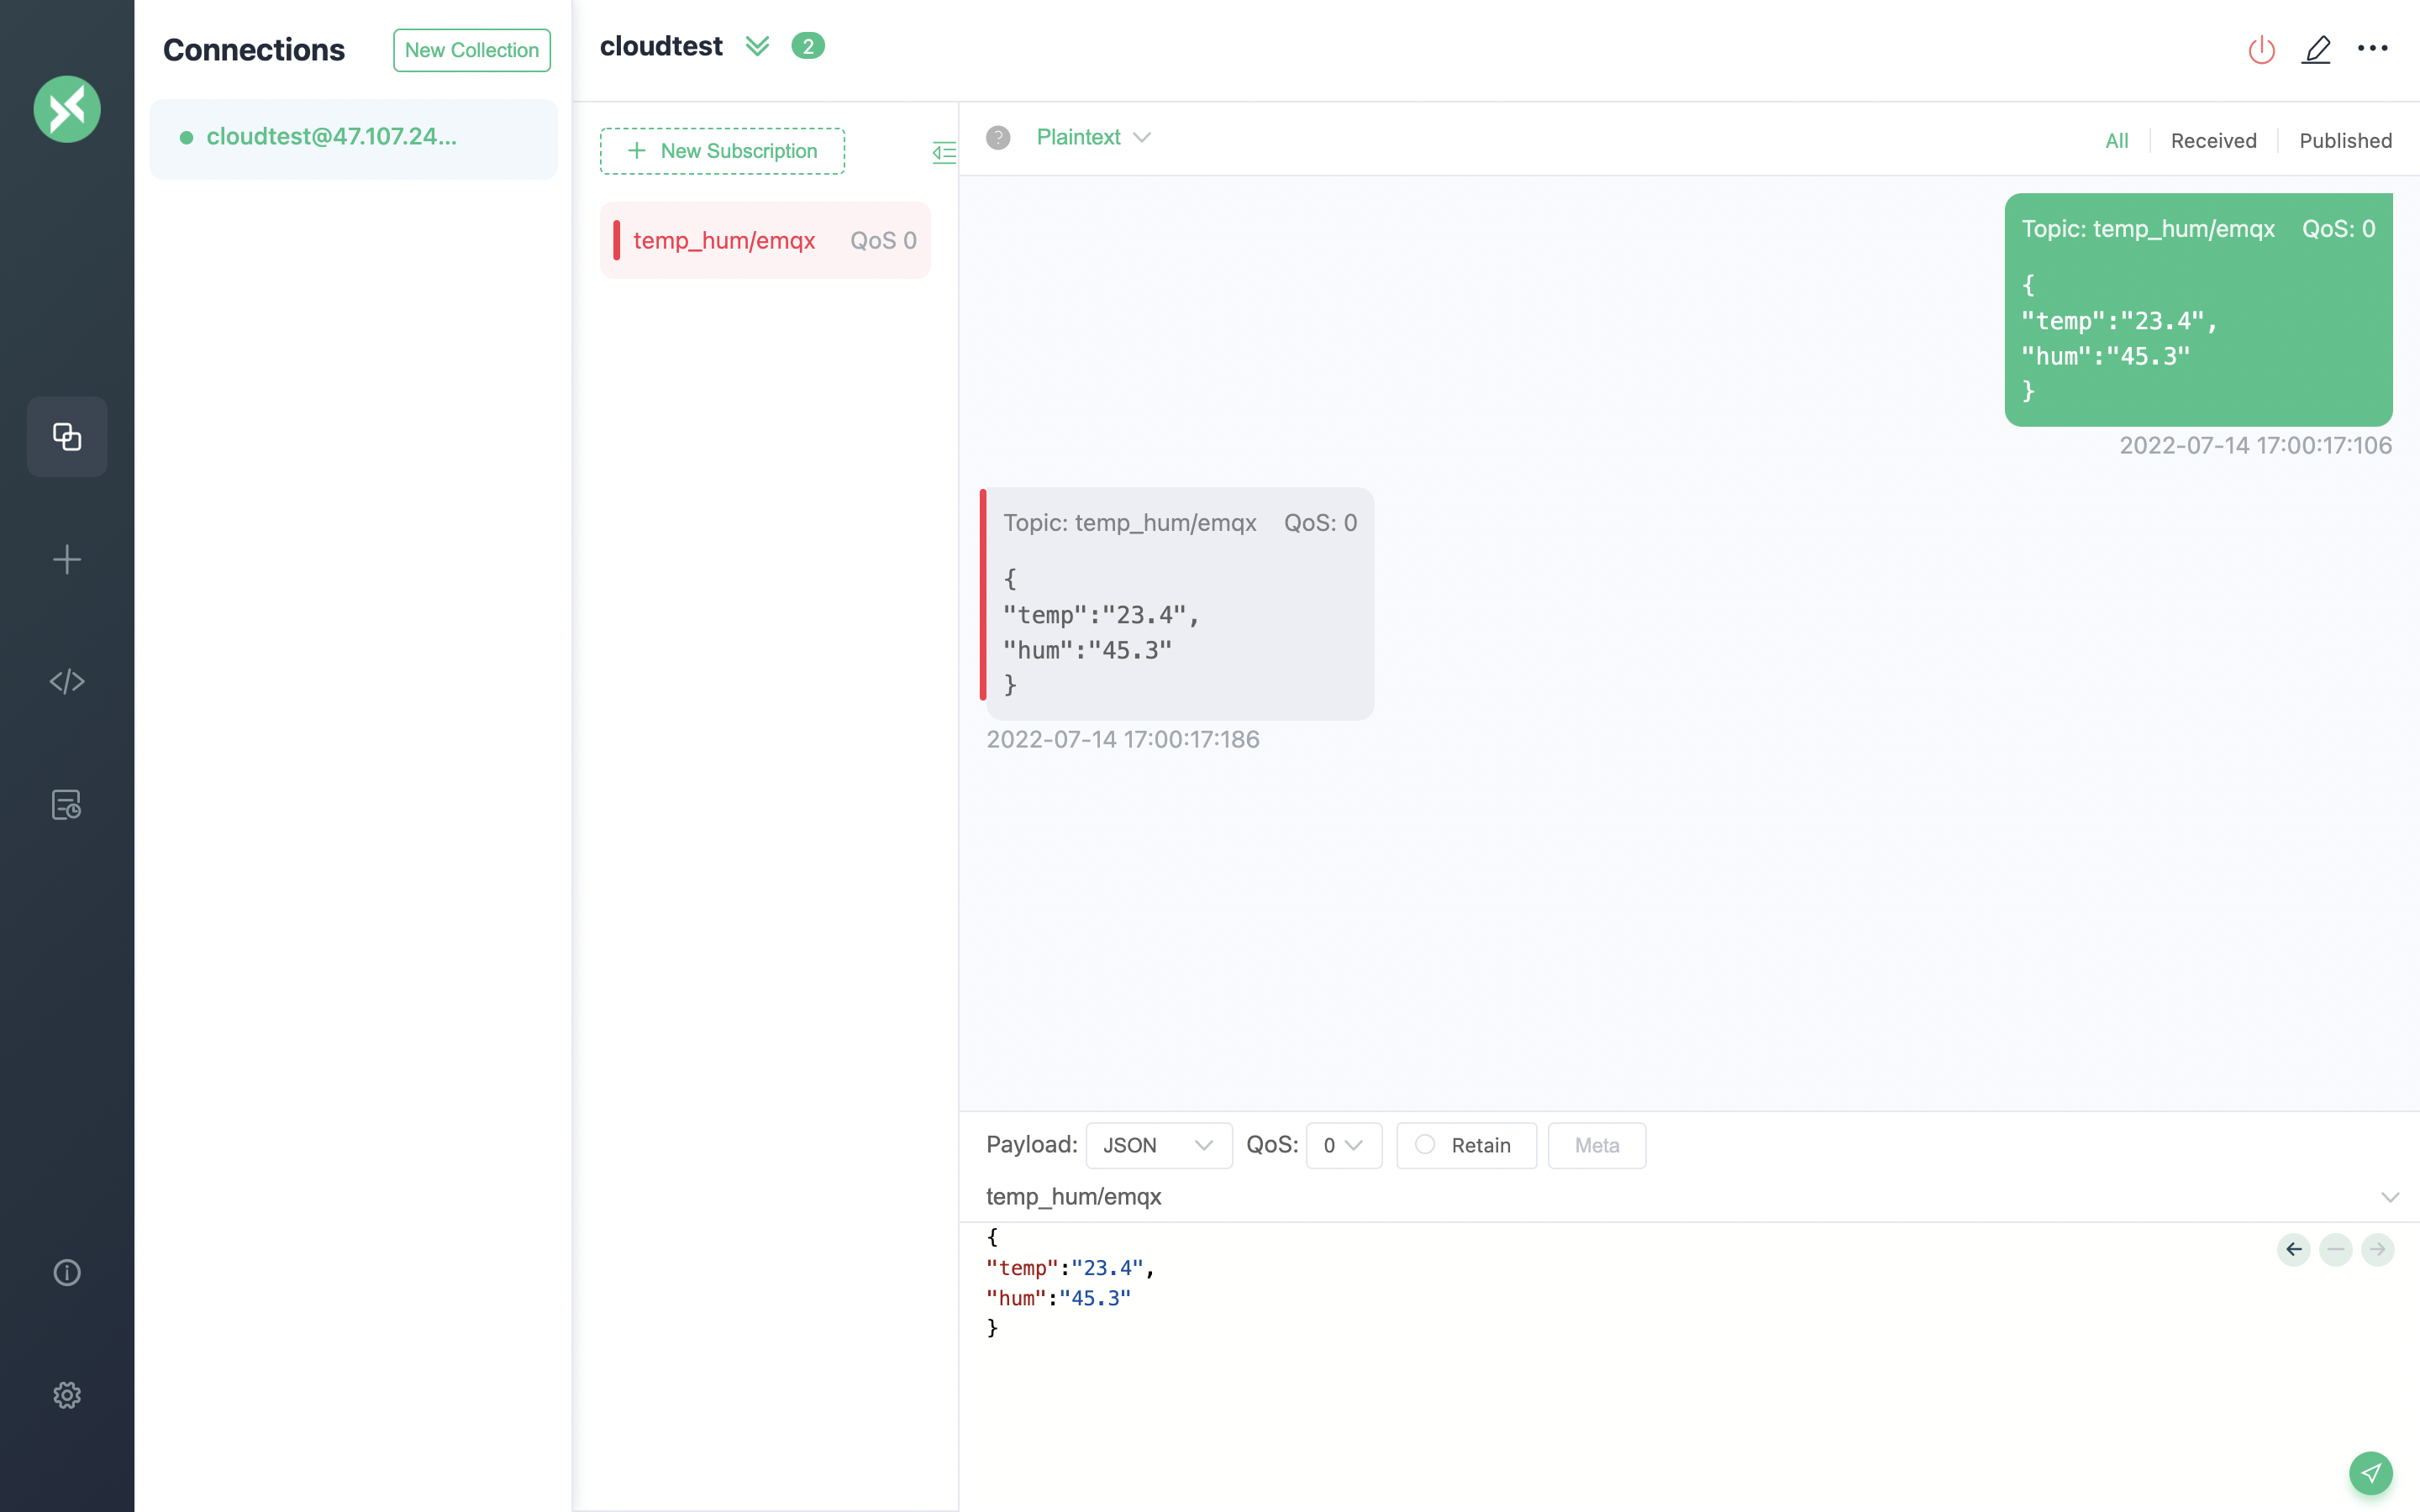 Connections
New Collection
cloudtest@47.107.24...
cloudtest
2
New Subscription
temp_hum/emqx QoS 0
? Plaintext
All Received Published
Topic: temp_hum/emqx QoS: 0
{
"temp":"23.4",
"hum":"45.3"
}
2022-07-14 17:00:17:106
Topic: temp_hum/emqx QoS: 0
{
"temp":"23.4",
"hum":"45.3"
}
2022-07-14 17:00:17:186
Payload: JSON QoS: 0 Retain Meta
temp_hum/emqx
{
"temp":"23.4",
"hum":"45.3"
}